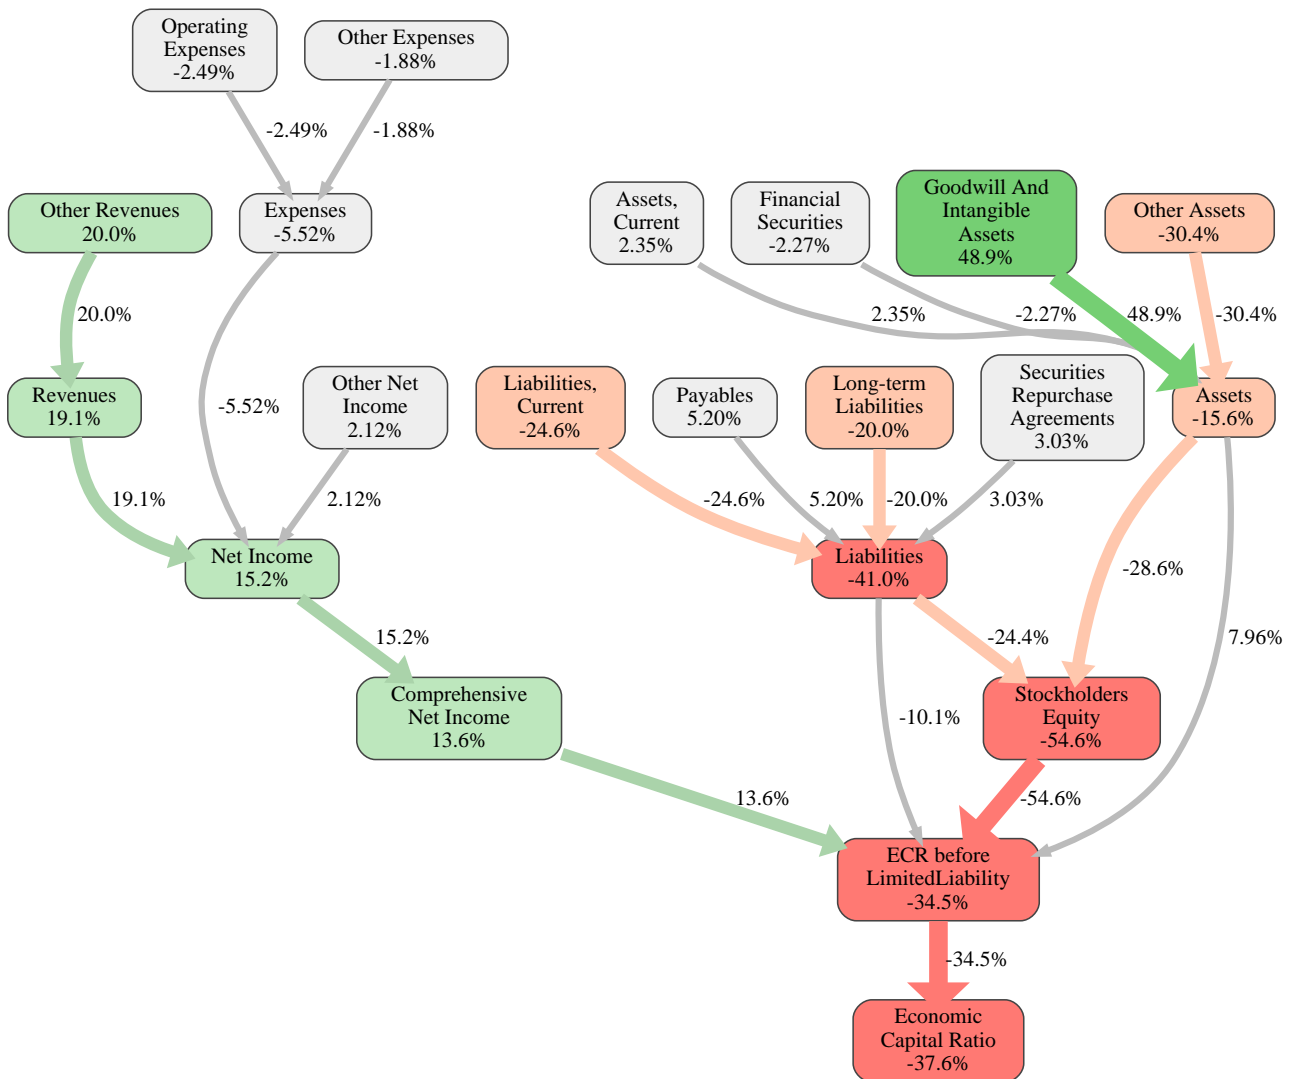 Operating
Expenses
-2.49%
Other Expenses
-1.88%
-2.49%
-1.88%
Other Revenues
20.0%
Expenses
-5.52%
Assets,
Current
2.35%
Financial
Securities
-2.27%
Goodwill And
Intangible
Assets
48.9%
Other Assets
-30.4%
20.0%
2.35%
-2.27%
48.9%
-30.4%
Revenues
19.1%
-5.52%
Other Net
Income
2.12%
Liabilities,
Current
-24.6%
Payables
5.20%
Long-term
Liabilities
-20.0%
Securities
Repurchase
Agreements
3.03%
Assets
-15.6%
19.1%
2.12%
-24.6%
5.20%
-20.0%
3.03%
Net Income
15.2%
Liabilities
-41.0%
-28.6%
15.2%
-24.4%
7.96%
Comprehensive
Net Income
13.6%
-10.1%
Stockholders
Equity
-54.6%
13.6%
-54.6%
ECR before
LimitedLiability
-34.5%
-34.5%
Economic
Capital Ratio
-37.6%